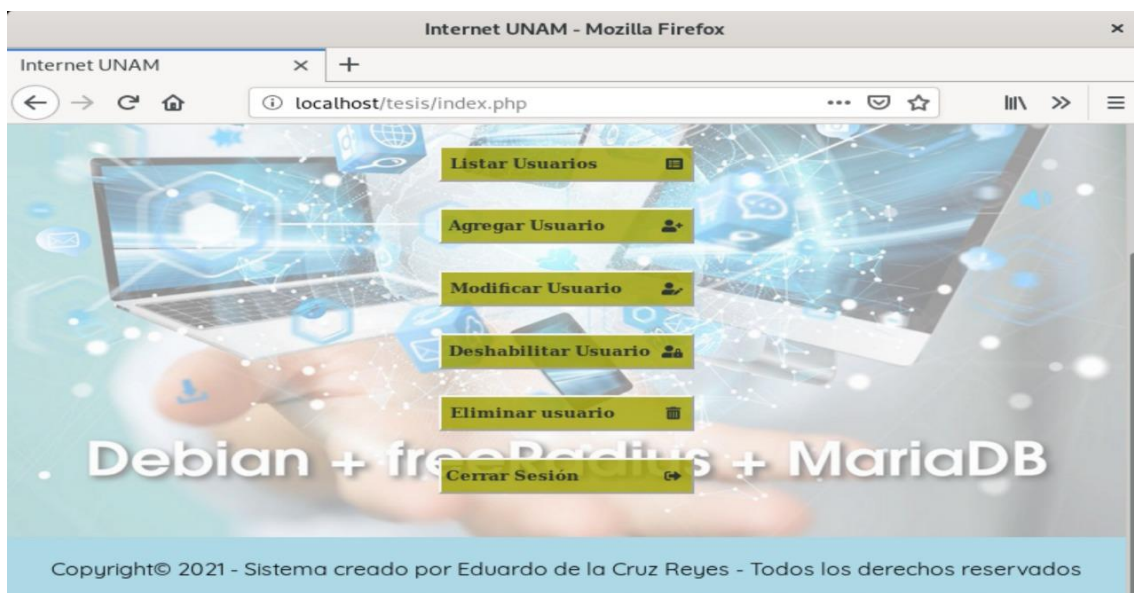 Internet UNAM - Mozilla Firefox
Internet UNAM
localhost/tesis/index.php
Listar Usuarios
Agregar Usuario
Modificar Usuario
Deshabilitar Usuario
Eliminar usuario
Debian + freeRadius + MariaDB
Cerrar Sesión
Copyright© 2021 - Sistema creado por Eduardo de la Cruz Reyes - Todos los derechos reservados